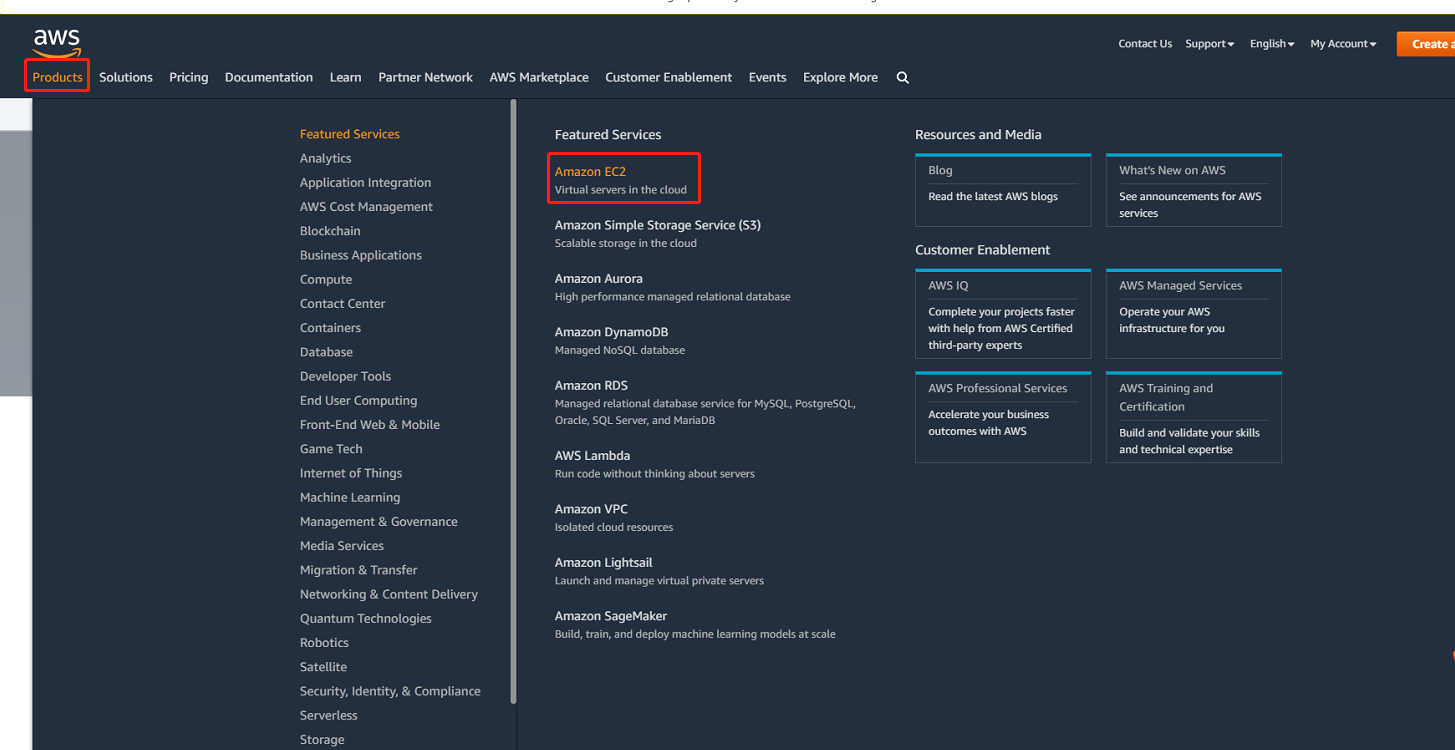 aws
Contact Us Support English My Account Create a
Products Solutions Pricing Documentation Learn Partner Network AWS Marketplace Customer Enablement Events Explore More
Featured Services
Analytics
Application Integration
AWS Cost Management
Blockchain
Business Applications
Compute
Contact Center
Containers
Database
Developer Tools
End User Computing
Front-End Web & Mobile
Game Tech
Internet of Things
Machine Learning
Management & Governance
Media Services
Migration & Transfer
Networking & Content Delivery
Quantum Technologies
Robotics
Satellite
Security, Identity, & Compliance
Serverless
Storage
Featured Services
Amazon EC2
Virtual servers in the cloud
Amazon Simple Storage Service (S3)
Scalable storage in the cloud
Amazon Aurora
High performance managed relational database
Amazon DynamoDB
Managed NoSQL database
Amazon RDS
Managed relational database service for MySQL, PostgreSQL,
Oracle, SQL Server, and MariaDB
AWS Lambda
Run code without thinking about servers
Amazon VPC
Isolated cloud resources
Amazon Lightsail
Launch and manage virtual private servers
Amazon SageMaker
Build, train, and deploy machine learning models at scale
Resources and Media
Blog
Read the latest AWS blogs
What's New on AWS
See announcements for AWS
services
Customer Enablement
AWS IQ
Complete your projects faster
with help from AWS Certified
third-party experts
AWS Managed Services
Operate your AWS
infrastructure for you
AWS Professional Services
Accelerate your business
outcomes with AWS
AWS Training and
Certification
Build and validate your skills
and technical expertise